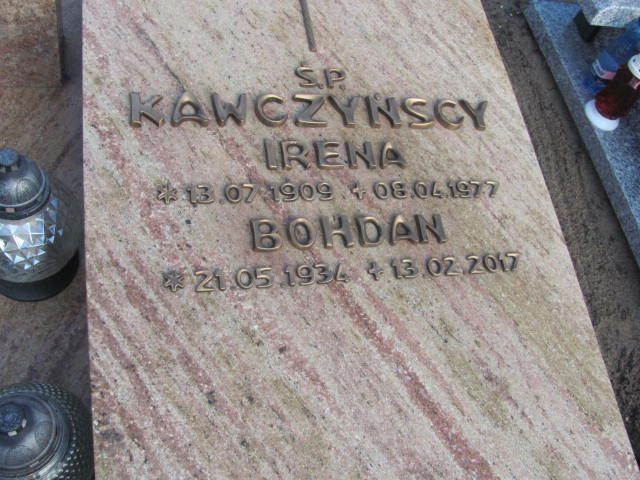 Ś.P.
KAWCZYŃSCY
IRENA
* 13.07.1909 + 08.04.1977
BOHDAN
* 21.05.1934 + 13.02.2017